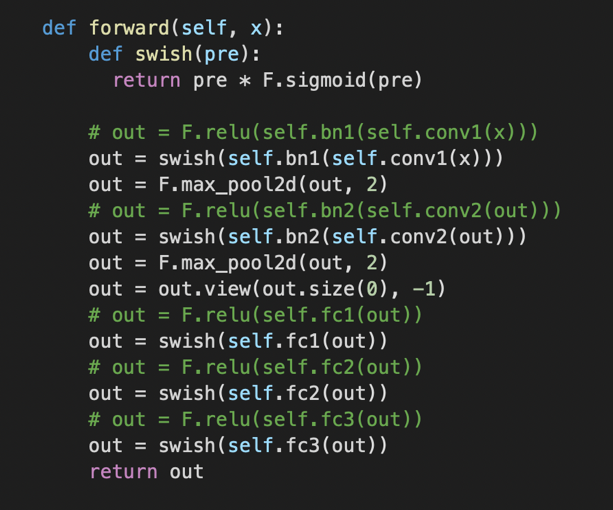 def forward(self, x):
    def swish(pre):
      return pre * F.sigmoid(pre)

    # out = F.relu(self.bn1(self.conv1(x)))
    out = swish(self.bn1(self.conv1(x)))
    out = F.max_pool2d(out, 2)
    # out = F.relu(self.bn2(self.conv2(out)))
    out = swish(self.bn2(self.conv2(out)))
    out = F.max_pool2d(out, 2)
    out = out.view(out.size(0), -1)
    # out = F.relu(self.fc1(out))
    out = swish(self.fc1(out))
    # out = F.relu(self.fc2(out))
    out = swish(self.fc2(out))
    # out = F.relu(self.fc3(out))
    out = swish(self.fc3(out))
    return out